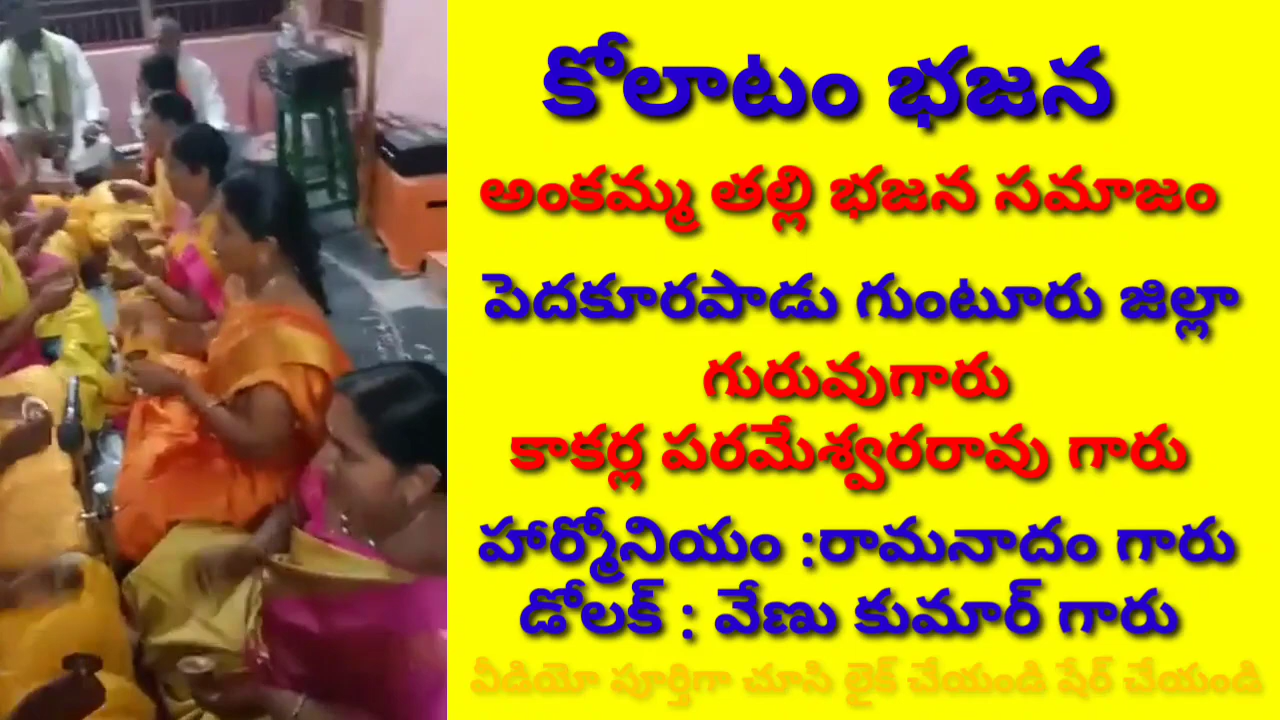 కోలాటం భజన
అంకమ్మ తల్లి భజన సమాజం
పెదకూరపాడు గుంటూరు జిల్లా
గురువుగారు
కాకర్ల పరమేశ్వరరావు గారు
హార్మోనియం :రామనాదం గారు
డోలక్ : వేణు కుమార్ గారు
వీడియో పూర్తిగా చూసి లైక్ చేయండి షేర్ చేయండి